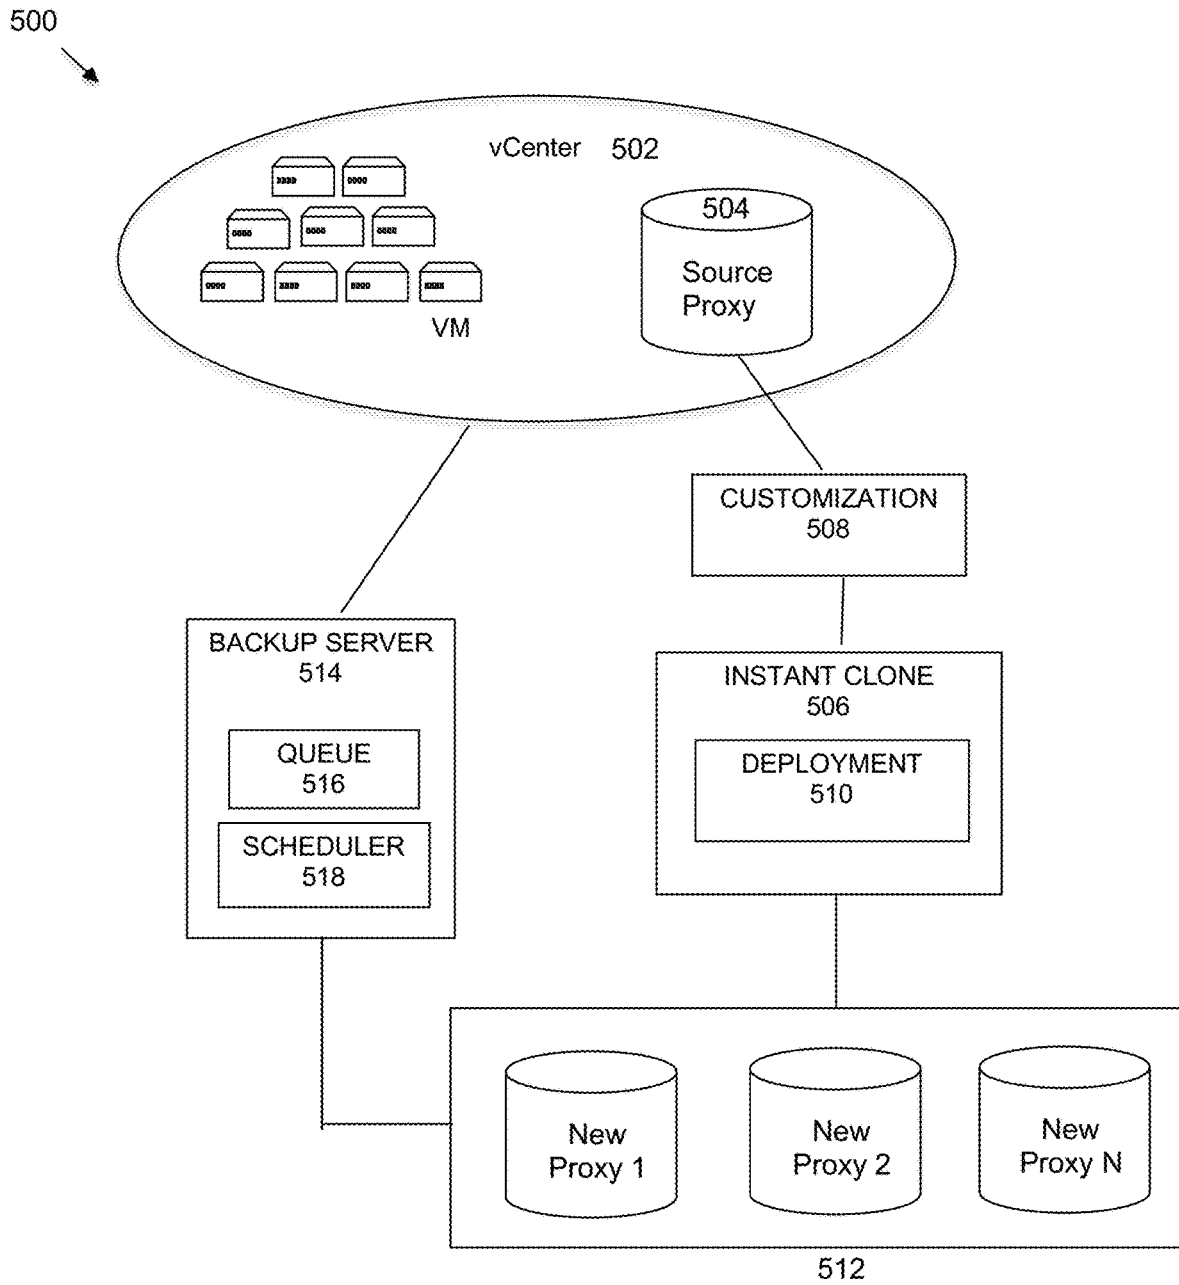 500
vCenter 502
504
Source
Proxy
VM
CUSTOMIZATION
508
BACKUP SERVER
514
QUEUE
516
SCHEDULER
518
INSTANT CLONE
506
DEPLOYMENT
510
New
Proxy 1
New
Proxy 2
New
Proxy N
512